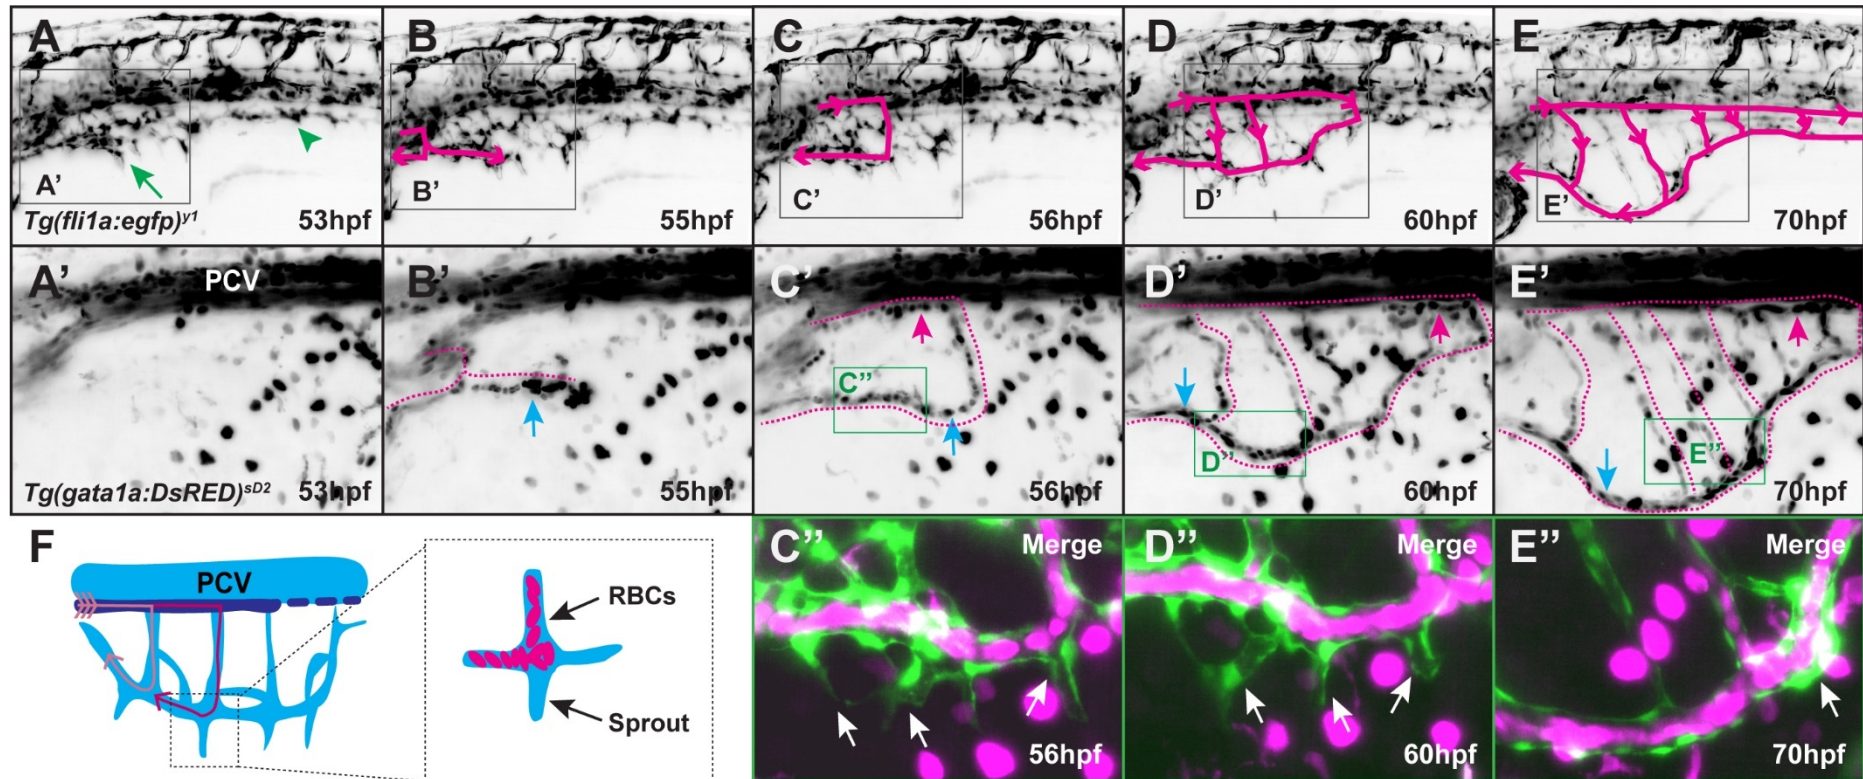 A
A’
Tg(fli1a:egfp)ʸ¹ 53hpf
B
B’
55hpf
C
C’
56hpf
D
D’
60hpf
E
E’
70hpf
A’
PCV
Tg(gata1a:DsRED)ˢᴰ² 53hpf
B’
55hpf
C’
C’’
56hpf
D’
D’’
60hpf
E’
E’’
70hpf
F
PCV
RBCs
Sprout
C’’
Merge
56hpf
D’’
Merge
60hpf
E’’
Merge
70hpf